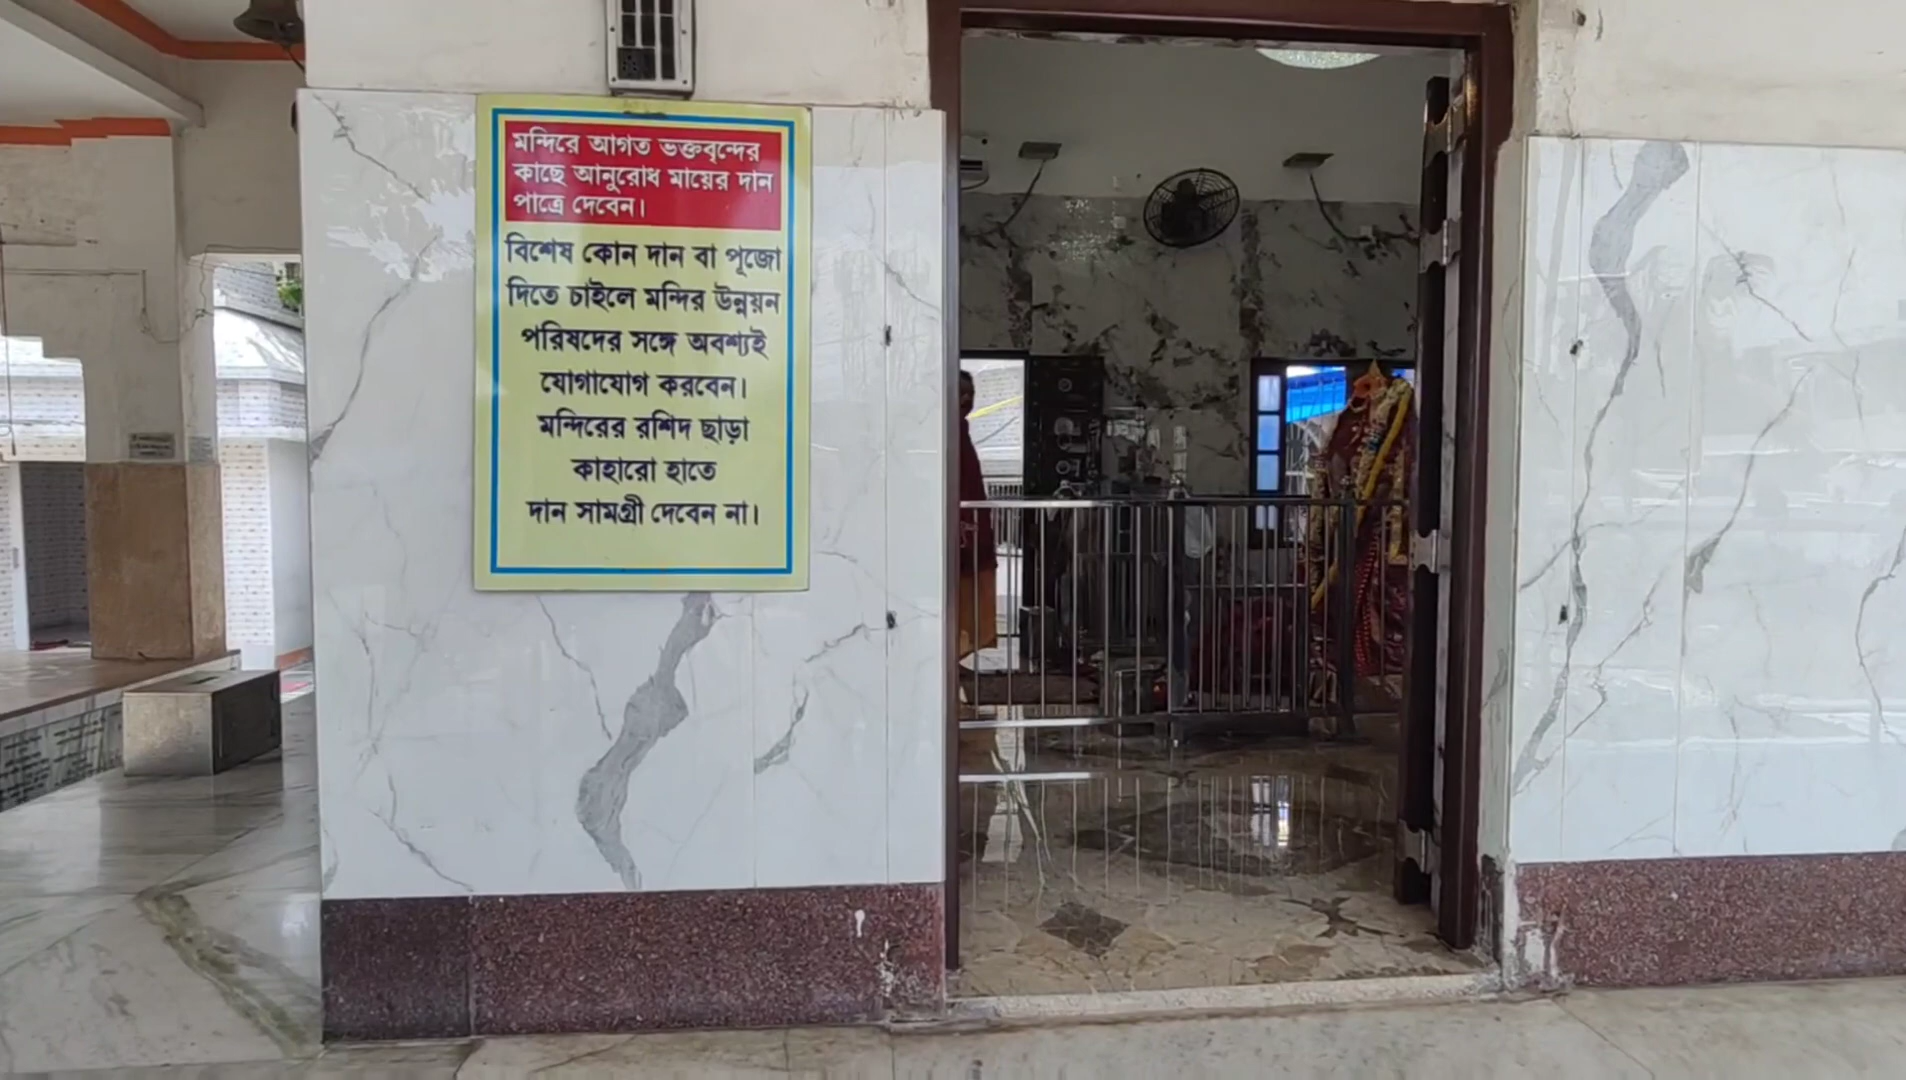 মন্দিরে আগত ভক্তবৃন্দের
কাছে আনুরোধ মায়ের দান
পাত্রে দেবেন।
বিশেষ কোন দান বা পূজো
দিতে চাইলে মন্দির উন্নয়ন
পরিষদের সঙ্গে অবশ্যই
যোগাযোগ করবেন।
মন্দিরের রশিদ ছাড়া
কাহারো হাতে
দান সামগ্রী দেবেন না।